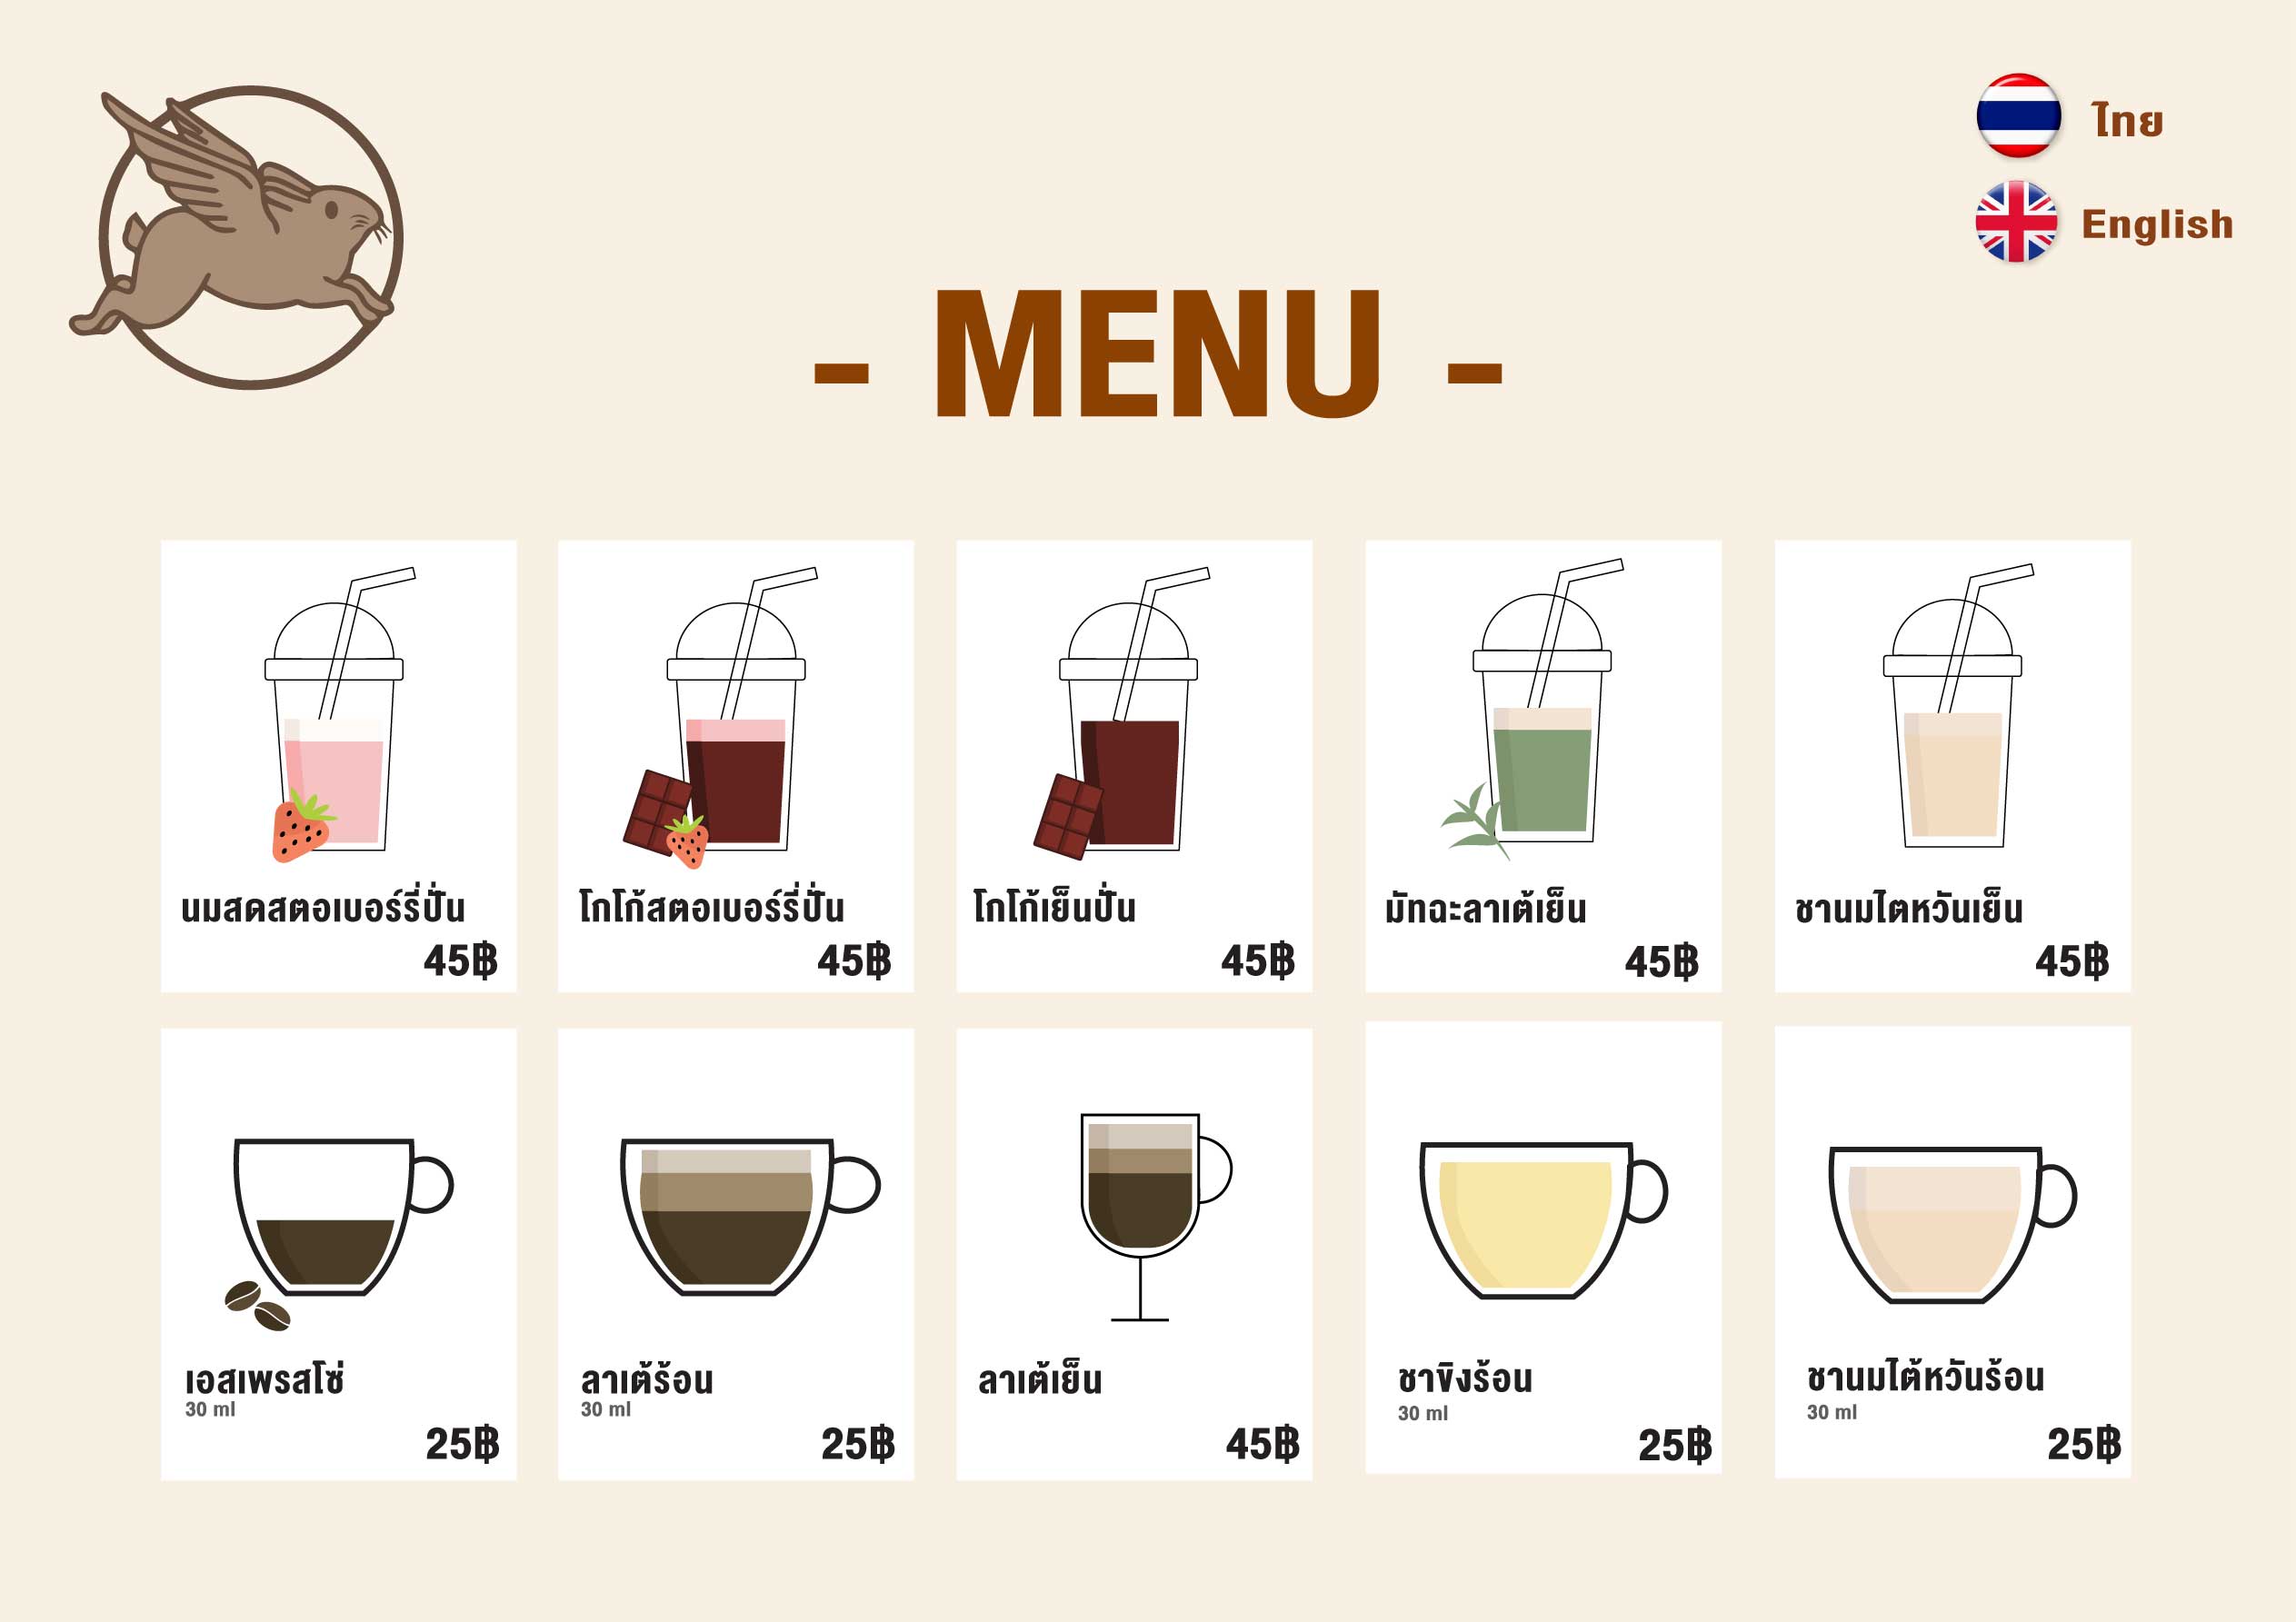 ไทย
English
- MENU -
นมสดสตอเบอร์รี่ปั่น
45฿
โกโก้สตอเบอร์รี่ปั่น
45฿
โกโก้เย็นปั่น
45฿
มัทฉะลาเต้เย็น
45฿
ชานมไตหวันเย็น
45฿
เอสเพรสโซ่
30 ml
25฿
ลาเต้ร้อน
30 ml
25฿
ลาเต้เย็น
45฿
ชาขิงร้อน
30 ml
25฿
ชานมไต้หวันร้อน
30 ml
25฿